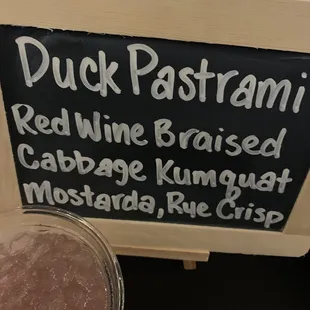 Duck Pastrami
Red Wine Braised
Cabbage Kumquat
Mostarda, Rye Crisp